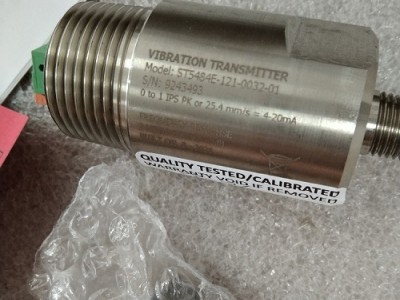 VIBRATION TRANSMITTER
Model: ST5484E-121-0032-01
S/N: 9243493
0 to 1 IPS PK or 25.4 mm/s = 4-20mA
QUALITY TESTED/CALIBRATED
WARRANTY VOID IF REMOVED